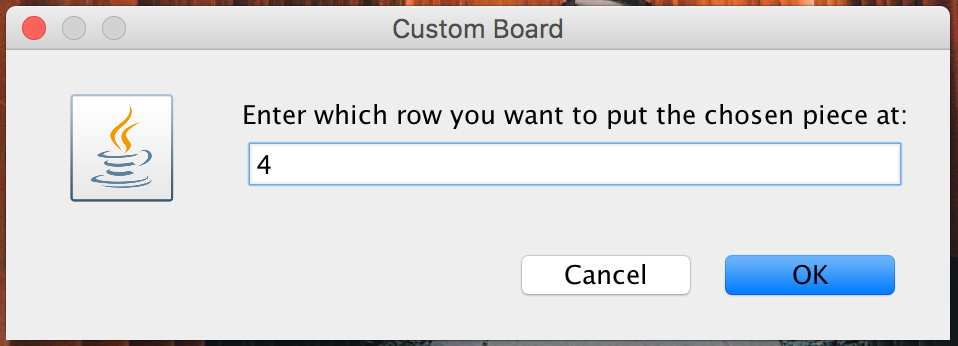 Custom Board
Enter which row you want to put the chosen piece at:
4
Cancel
OK